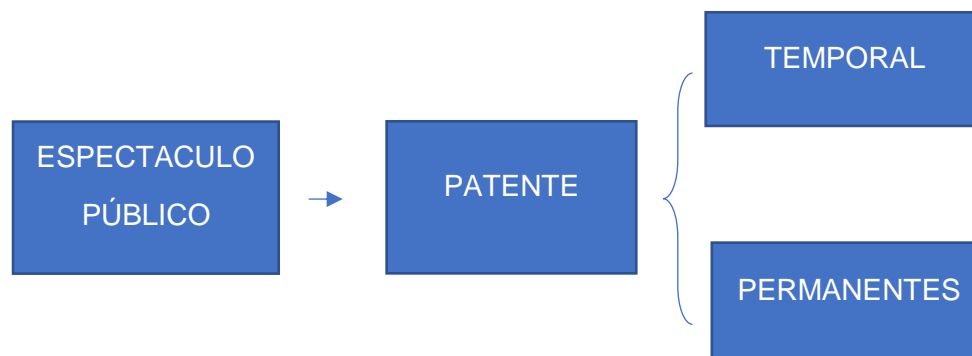 ESPECTACULO
PÚBLICO
PATENTE
TEMPORAL
PERMANENTES